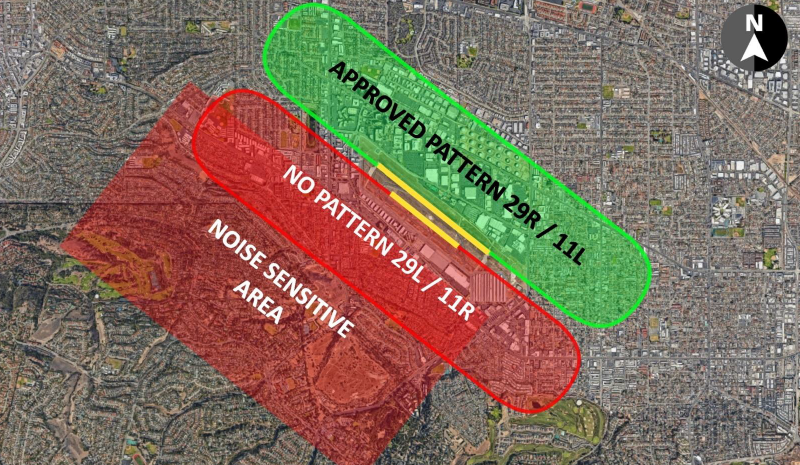 N
APPROVED PATTERN 29R / 11L
NO PATTERN 29L / 11R
NOISE SENSITIVE
AREA